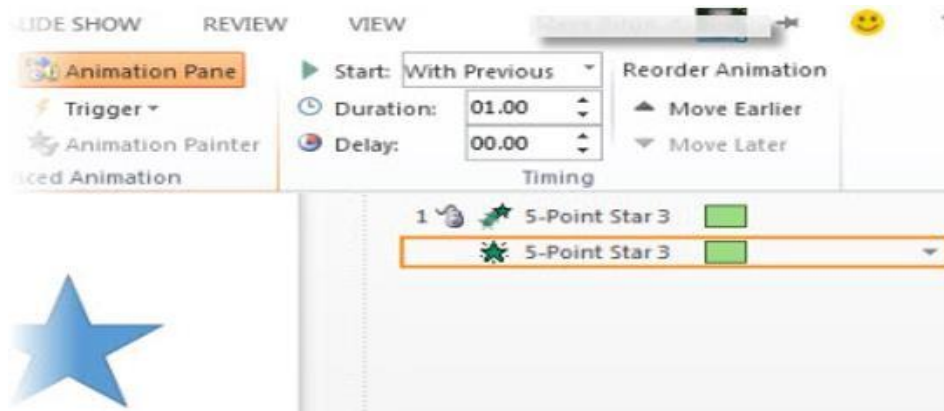 LIDE SHOW REVIEW VIEW
Animation Pane Start: With Previous Reorder Animation
Trigger Duration: 01.00 Move Earlier
Animation Painter Delay: 00.00 Move Later
ced Animation Timing
1 5-Point Star 3
5-Point Star 3